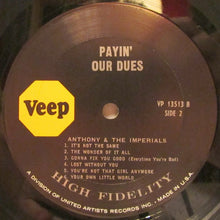 PAYIN'
OUR DUES
Veep
VP 13513 B
SIDE 2
ANTHONY & THE IMPERIALS
1. IT'S NOT THE SAME
2. THE WONDER OF IT ALL
3. GONNA FIX YOU GOOD (Everytime You're Bad)
4. LOST WITHOUT YOU
5. YOU'RE NOT THAT GIRL ANYMORE
6. YOUR OWN LITTLE WORLD
HIGH FIDELITY
A DIVISION OF UNITED ARTISTS RECORDS INC. • MADE IN U.S.A.